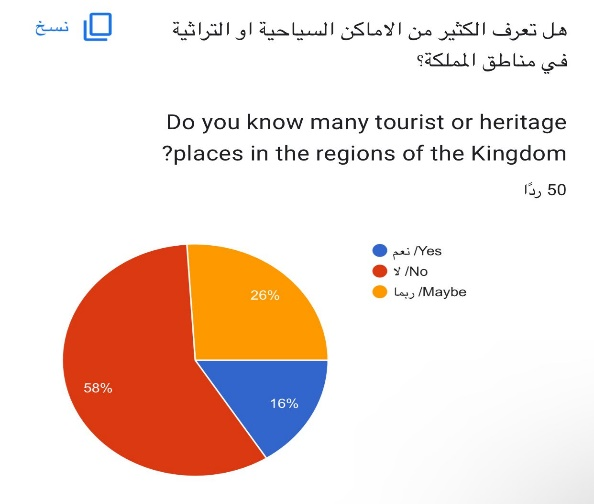 هل تعرف الكثير من الاماكن السياحية او التراثية
في مناطق المملكة؟
نسخ
Do you know many tourist or heritage
?places in the regions of the Kingdom
50 ردًا
نعم /Yes
لا /No
ربما /Maybe
26%
58%
16%